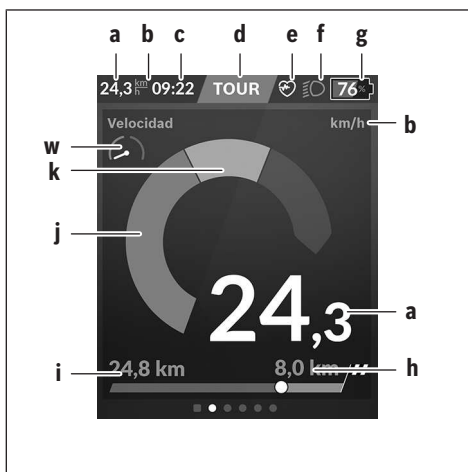 a b c d e f g
24,3 km/h 09:22 TOUR 76%
Velocidad km/h b
w
k
j
24,3 a
i 24,8 km 8,0 km h